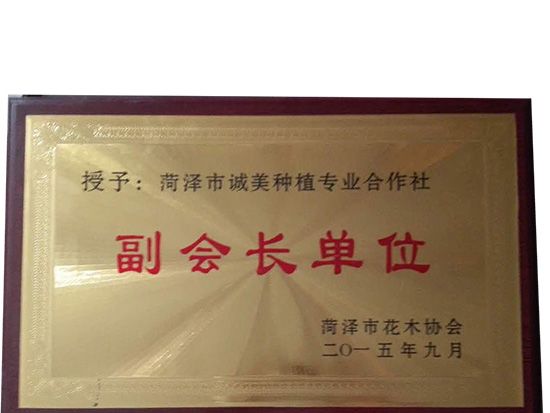 授予：菏泽市诚美种植专业合作社
副会长单位
菏泽市花木协会
二〇一五年九月